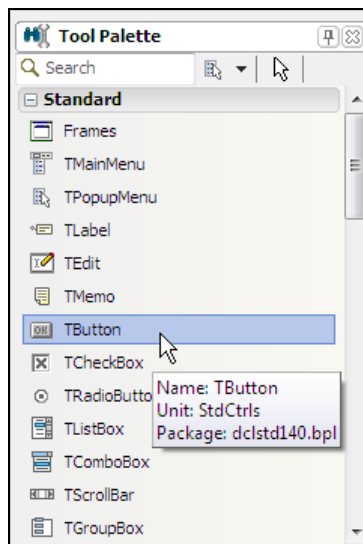 Tool Palette
Search
Standard
Frames
TMainMenu
TPopupMenu
TLabel
TEdit
TMemo
OK TButton
TCheckBox
TRadioButto
Name: TButton
Unit: StdCtrls
Package: dclstd140.bpl
TListBox
TComboBox
TScrollBar
TGroupBox